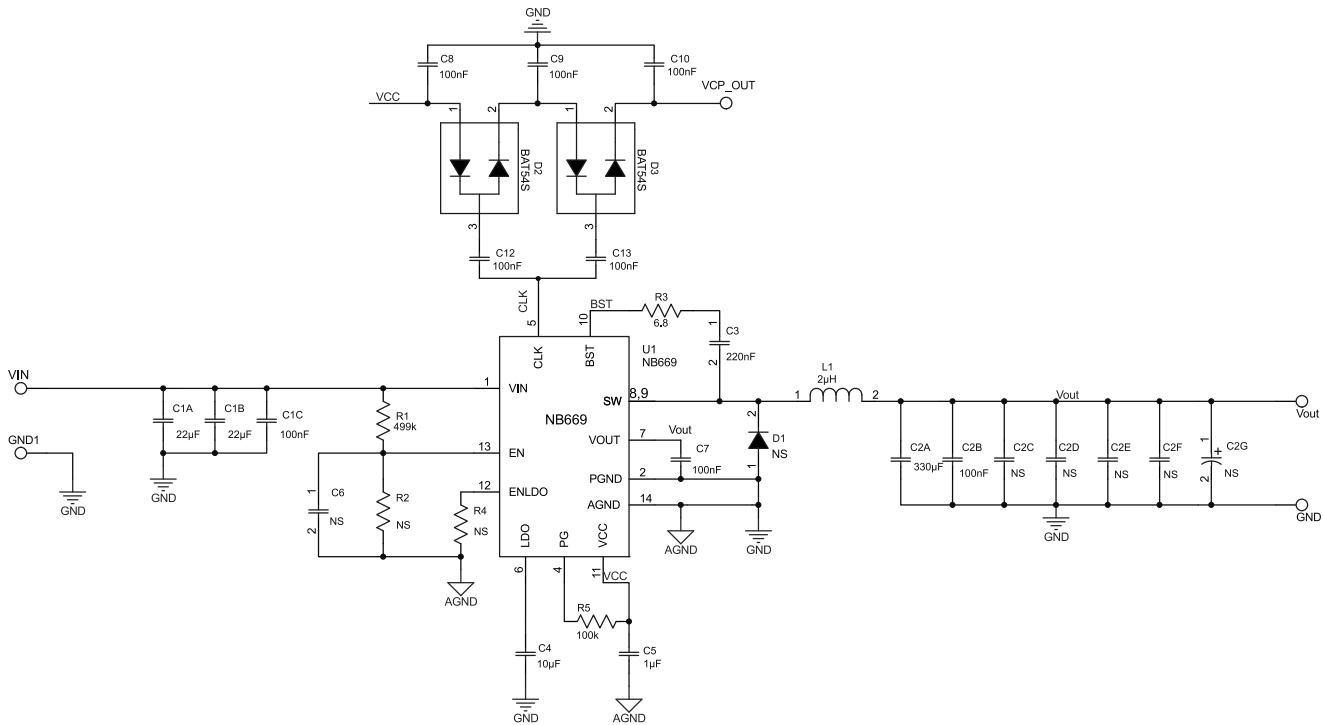 GND
C8
100nF
C9
100nF
C10
100nF
VCC
VCP_OUT
1
2
1
2
D2
BAT54S
D3
BAT54S
3
3
C12
100nF
C13
100nF
CLK
5
BST
10
R3
6.8
1
C3
220nF
2
U1
NB669
CLK
BST
VIN
1
VIN
C1A
22µF
C1B
22µF
C1C
100nF
R1
499k
GND1
GND
GND
13
EN
12
ENLDO
1
C6
NS
2
R2
NS
R4
NS
AGND
NB669
SW
8,9
VOUT
7
Vout
C7
100nF
PGND
2
AGND
14
AGND
GND
2
D1
NS
1
L1
2µH
1
2
Vout
Vout
C2A
330µF
C2B
100nF
C2C
NS
C2D
NS
C2E
NS
C2F
NS
1
+
C2G
NS
2
GND
GND
LDO
PG
VCC
6
4
11
VCC
R5
100k
C4
10µF
C5
1µF
GND
AGND